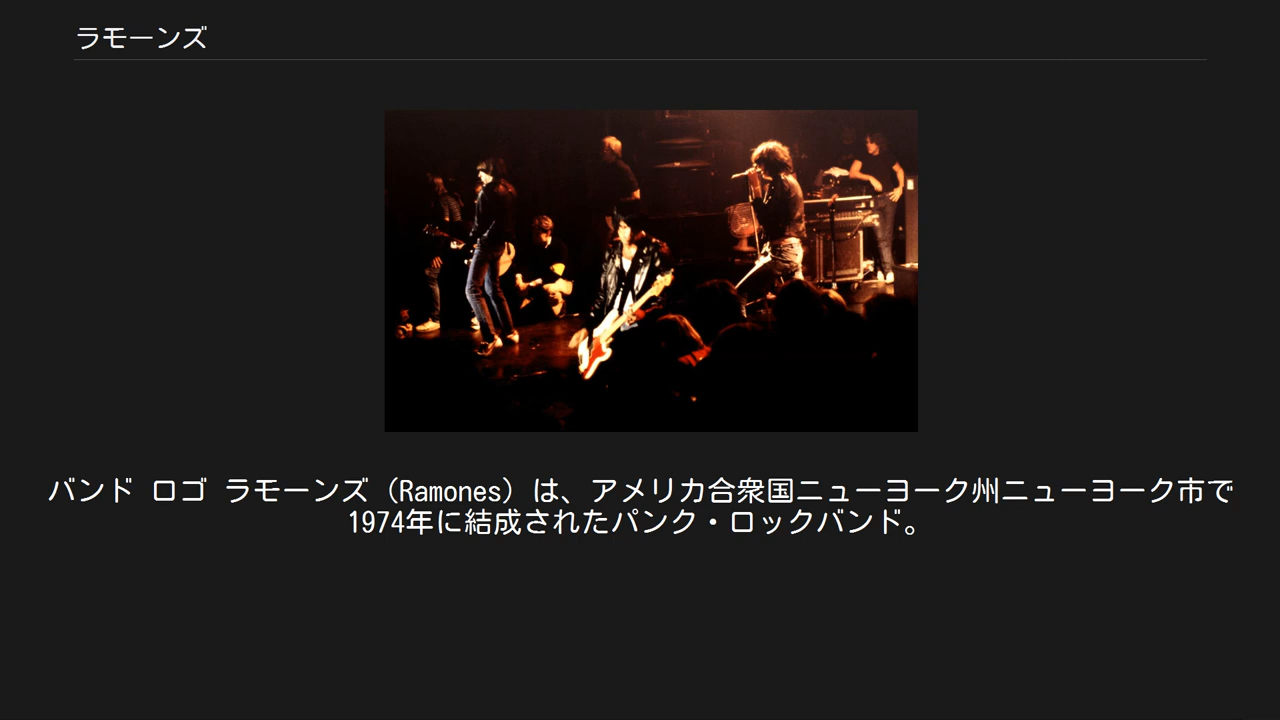 ラモーンズ
バンド ロゴ ラモーンズ（Ramones）は、アメリカ合衆国ニューヨーク州ニューヨーク市で
1974年に結成されたパンク・ロックバンド。